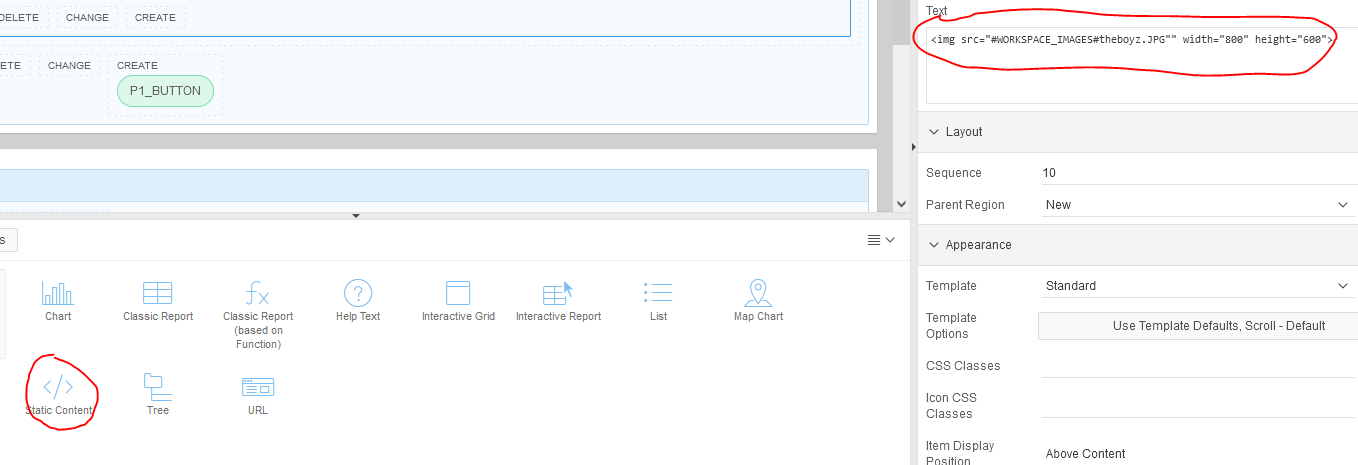 DELETE CHANGE CREATE
ETE CHANGE CREATE
P1_BUTTON
s
Chart Classic Report Classic Report (based on Function) Help Text Interactive Grid Interactive Report List Map Chart
Static Content Tree URL
Text
<img src="#WORKSPACE_IMAGES#theboyz.JPG"" width="800" height="600">
Layout
Sequence 10
Parent Region New
Appearance
Template Standard
Template
Options
Use Template Defaults, Scroll - Default
CSS Classes
Icon CSS
Classes
Item Display
Position
Above Content